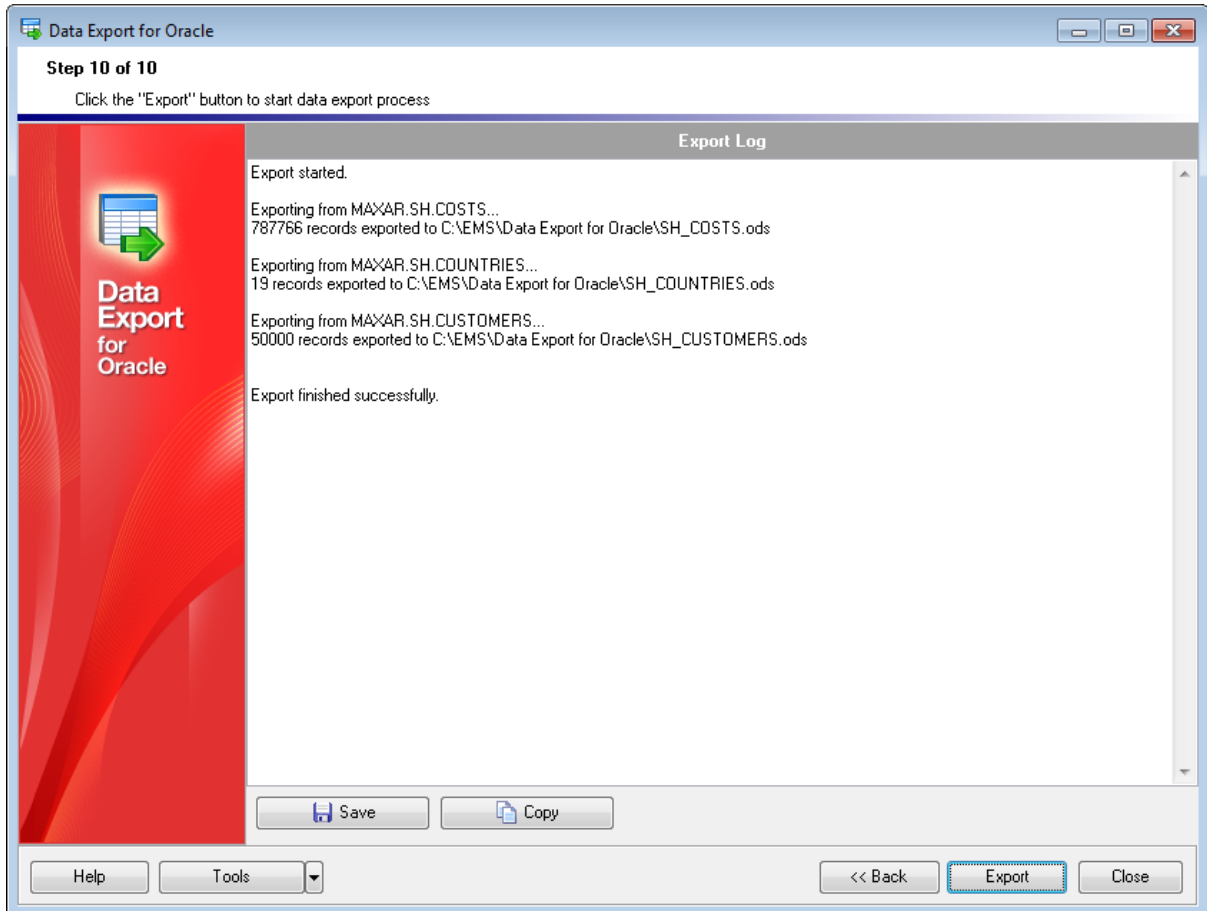 Data Export for Oracle
Step 10 of 10
Click the "Export" button to start data export process
Export Log
Data
Export
for
Oracle
Export started.
Exporting from MAXAR.SH.COSTS...
787766 records exported to C:\EMS\Data Export for Oracle\SH_COSTS.ods
Exporting from MAXAR.SH.COUNTRIES...
19 records exported to C:\EMS\Data Export for Oracle\SH_COUNTRIES.ods
Exporting from MAXAR.SH.CUSTOMERS...
50000 records exported to C:\EMS\Data Export for Oracle\SH_CUSTOMERS.ods
Export finished successfully.
Save Copy
Help Tools << Back Export Close